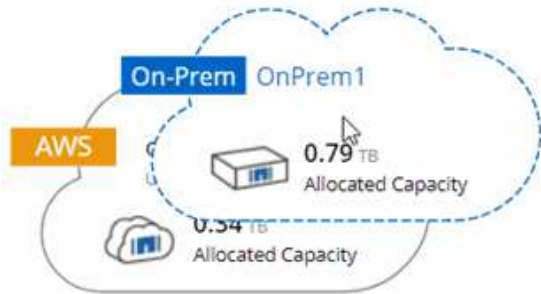 On-Prem OnPrem1
AWS
0.79 TB
Allocated Capacity
0.34 TB
Allocated Capacity